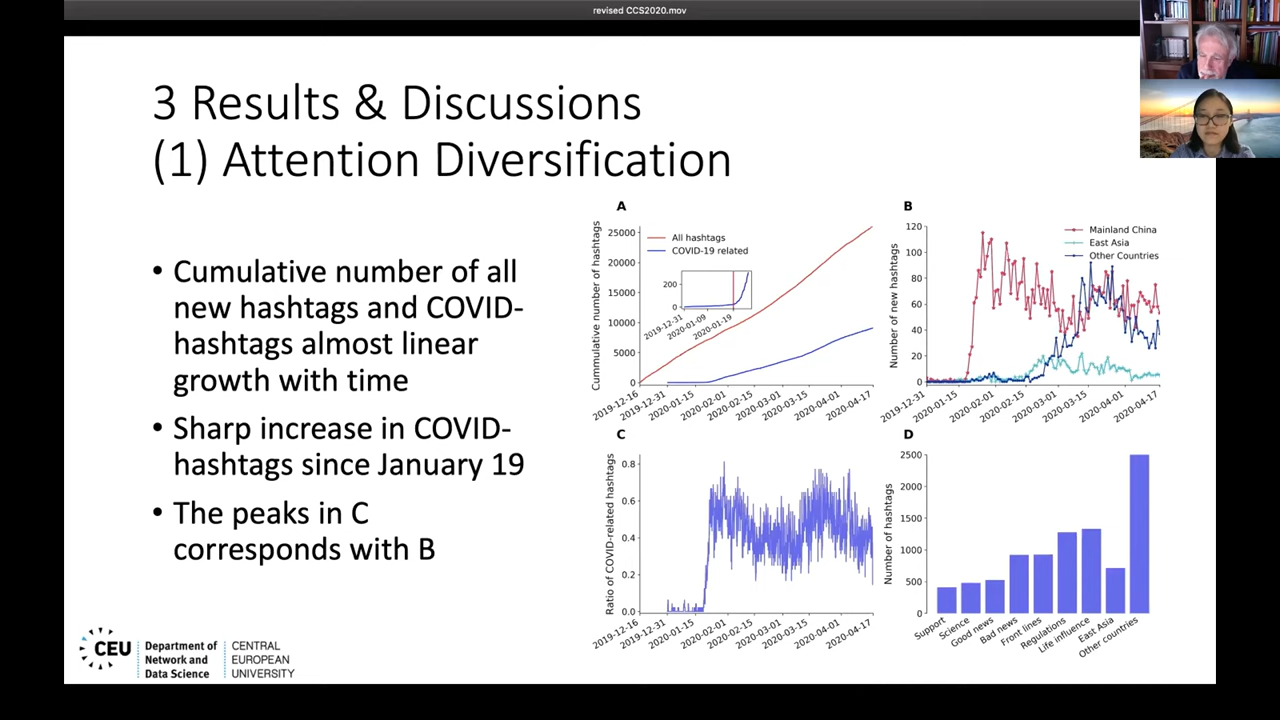 revised CCS2020.mov
3 Results & Discussions
(1) Attention Diversification
• Cumulative number of all
new hashtags and COVID-
hashtags almost linear
growth with time
• Sharp increase in COVID-
hashtags since January 19
• The peaks in C
corresponds with B
A
Cummulative number of hashtags
25000
20000
15000
10000
5000
0
All hashtags
COVID-19 related
200
0
2019-12-31
2020-01-09
2020-01-19
2019-12-16
2019-12-31
2020-01-15
2020-02-01
2020-02-15
2020-03-01
2020-03-15
2020-04-01
2020-04-17
B
Number of new hashtags
120
100
80
60
40
20
0
Mainland China
East Asia
Other Countries
2019-12-31
2020-01-15
2020-02-01
2020-02-15
2020-03-01
2020-03-15
2020-04-01
2020-04-17
C
Ratio of COVID-related hashtags
0.8
0.6
0.4
0.2
0.0
2019-12-16
2019-12-31
2020-01-15
2020-02-01
2020-02-15
2020-03-01
2020-03-15
2020-04-01
2020-04-17
D
Number of hashtags
2500
2000
1500
1000
500
0
Support
Science
Good news
Bad news
Front lines
Regulations
Life influence
East Asia
Other countries
CEU
Department of
Network and
Data Science
CENTRAL
EUROPEAN
UNIVERSITY